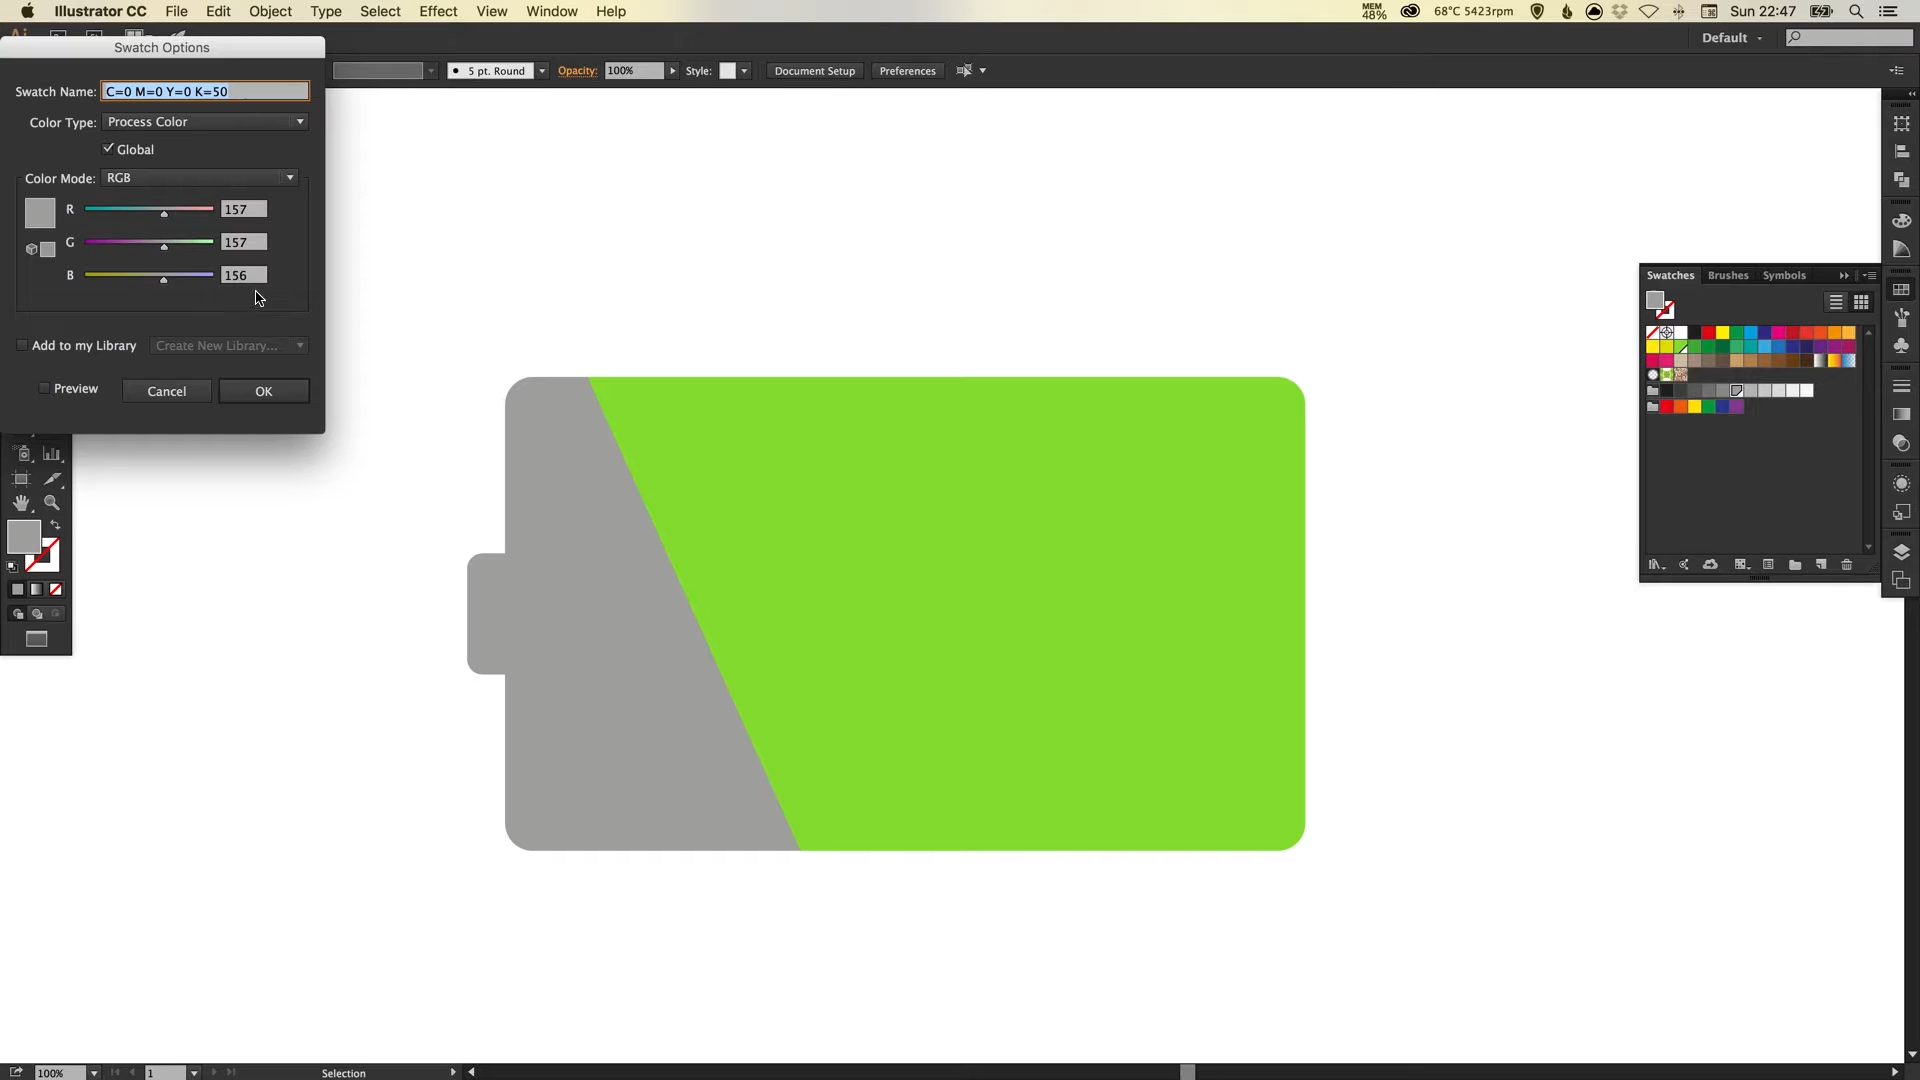 Illustrator CC File Edit Object Type Select Effect View Window Help MEM 48% 68°C 5423rpm Sun 22:47
Default
Swatch Options
5 pt. Round Opacity: 100% Style: Document Setup Preferences
Swatch Name: C=0 M=0 Y=0 K=50
Color Type: Process Color
Global
Color Mode: RGB
R 157
G 157
B 156
Add to my Library Create New Library...
Preview Cancel OK
Swatches Brushes Symbols
100% 1 Selection